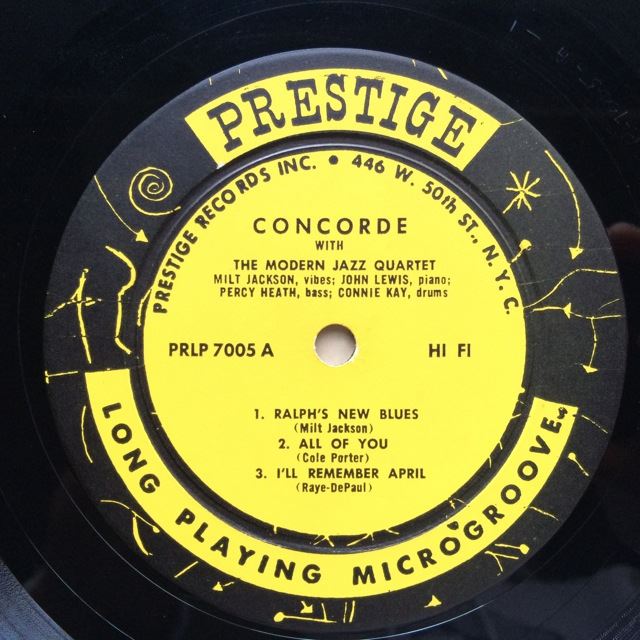 PRESTIGE
PRESTIGE RECORDS INC. • 446 W. 50th ST., N.Y.C.
CONCORDE
WITH
THE MODERN JAZZ QUARTET
MILT JACKSON, vibes; JOHN LEWIS, piano;
PERCY HEATH, bass; CONNIE KAY, drums
PRLP 7005 A HI FI
1. RALPH'S NEW BLUES
(Milt Jackson)
2. ALL OF YOU
(Cole Porter)
3. I'LL REMEMBER APRIL
(Raye-DePaul)
LONG PLAYING MICROGROOVE